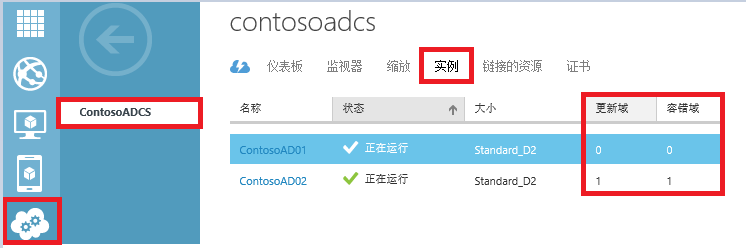 contosoadcs
仪表板 监视器 缩放 实例 链接的资源 证书
ContosoADCS
名称 状态 大小 更新域 容错域
ContosoAD01 正在运行 Standard_D2 0 0
ContosoAD02 正在运行 Standard_D2 1 1